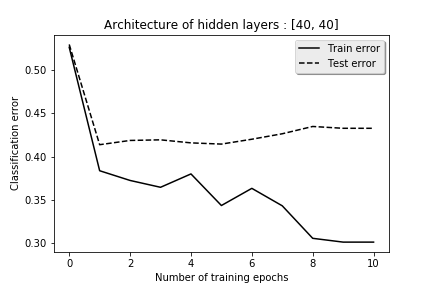 Architecture of hidden layers : [40, 40]
Train error
Test error
Classification error
0.50
0.45
0.40
0.35
0.30
0 2 4 6 8 10
Number of training epochs